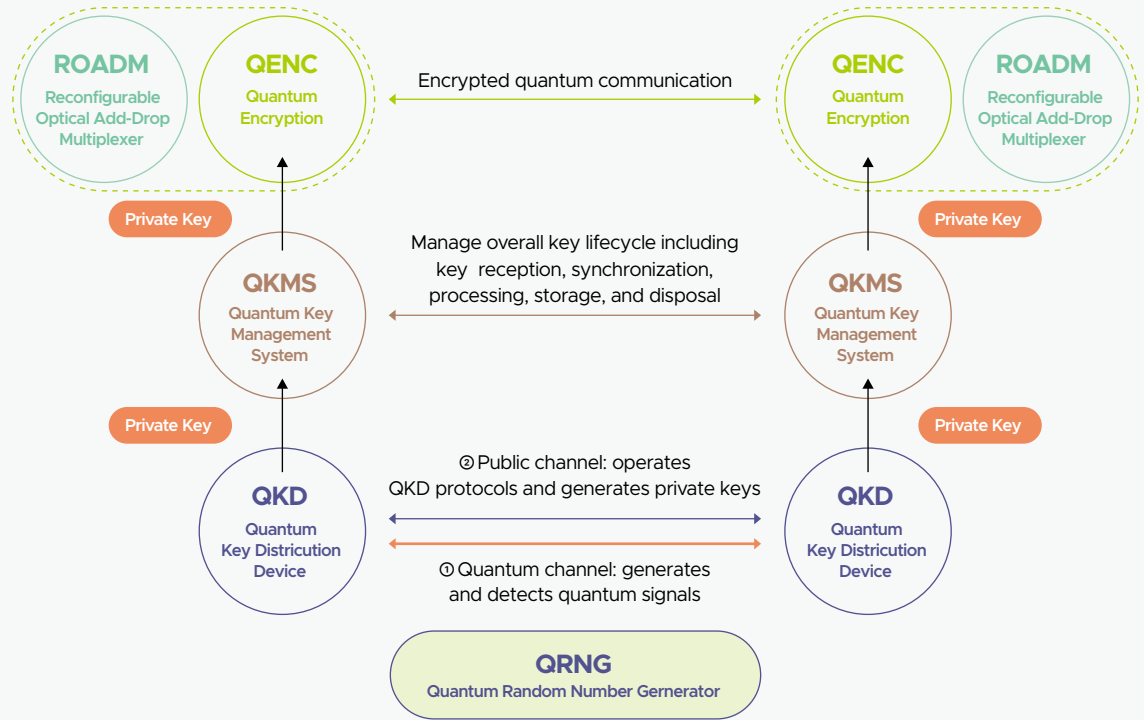 ROADM
Reconfigurable
Optical Add-Drop
Multiplexer
QENC
Quantum
Encryption
Encrypted quantum communication
QENC
Quantum
Encryption
ROADM
Reconfigurable
Optical Add-Drop
Multiplexer
Private Key
Private Key
QKMS
Quantum Key
Management
System
Manage overall key lifecycle including
key reception, synchronization,
processing, storage, and disposal
QKMS
Quantum Key
Management
System
Private Key
Private Key
QKD
Quantum
Key Districution
Device
② Public channel: operates
QKD protocols and generates private keys
① Quantum channel: generates
and detects quantum signals
QKD
Quantum
Key Districution
Device
QRNG
Quantum Random Number Gernerator